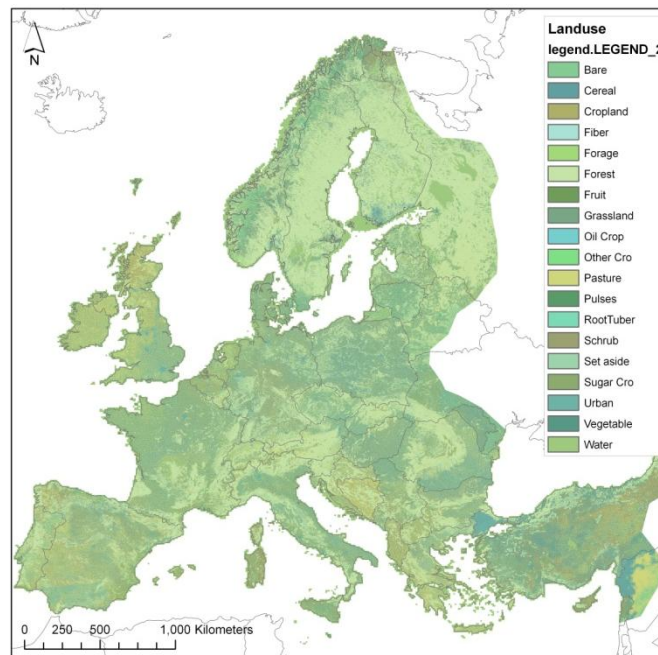 N
Landuse
legend.LEGEND_2
Bare
Cereal
Cropland
Fiber
Forage
Forest
Fruit
Grassland
Oil Crop
Other Cro
Pasture
Pulses
RootTuber
Schrub
Set aside
Sugar Cro
Urban
Vegetable
Water
0 250 500 1,000 Kilometers